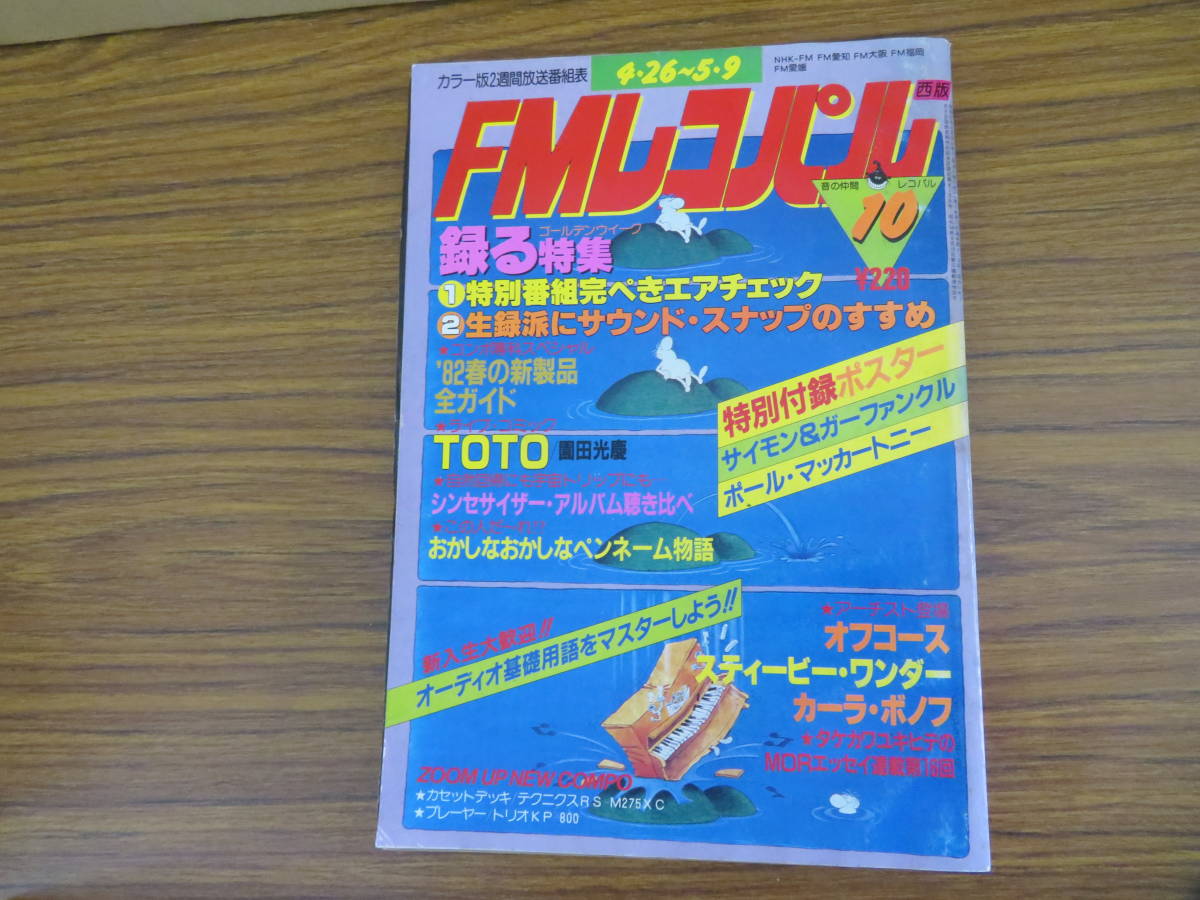 カラー版2週間放送番組表
4・26~5・9
NHK-FM FM愛知 FM大阪 FM福岡
FM愛媛
FMレコパル
西版
音の仲間 レコパル
10
¥220
ゴールデンウイーク
録る特集
1特別番組完ぺきエアチェック
2生録派にサウンド・スナップのすすめ
'82春の新製品
全ガイド
特別付録ポスター
サイモン&ガーファンクル
ポール・マッカートニー
★ライブ・コミック
TOTO/園田光慶
シンセサイザー・アルバム聴き比べ
おかしなおかしなペンネーム物語
新入生大歓迎!!
オーディオ基礎用語をマスターしよう!!
★アーチスト登場
オフコース
スティービー・ワンダー
カーラ・ボノフ
★タケカワユキヒデの
MORエッセイ連載第18回
ZOOM UP NEW COMPO
★カセットデッキ/テクニクスRS M275XC
★プレーヤー/トリオKP 800